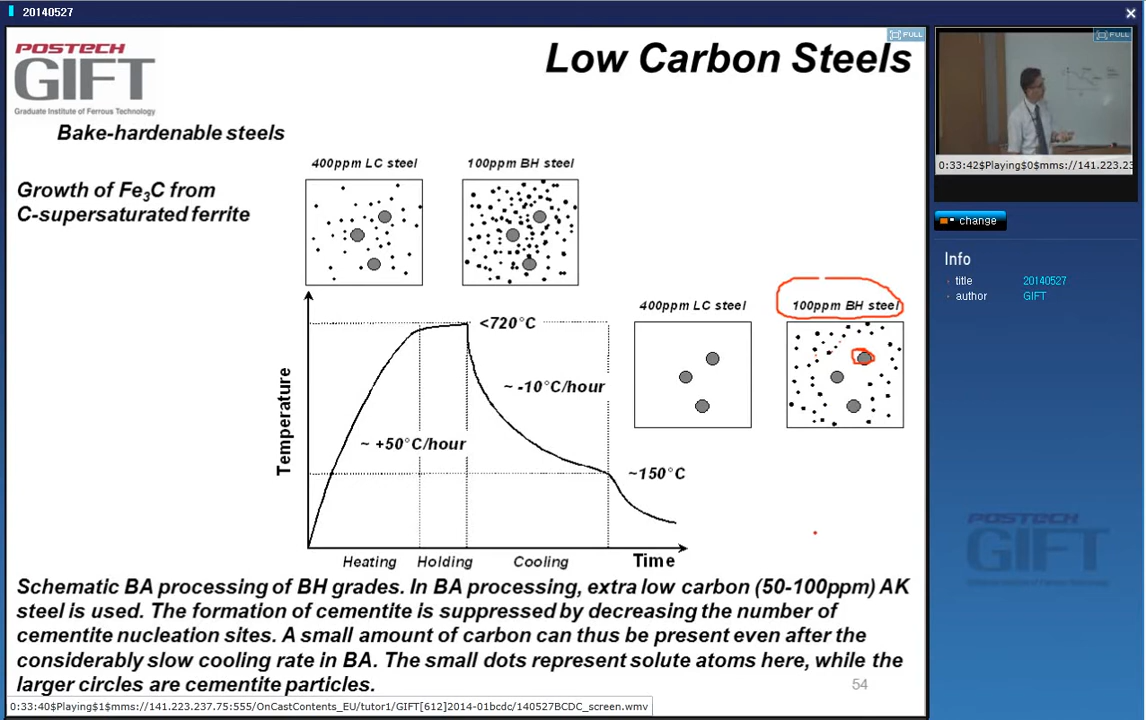 20140527
POSTECH
GIFT
Graduate Institute of Ferrous Technology
FULL
Low Carbon Steels
Bake-hardenable steels
400ppm LC steel
100ppm BH steel
Growth of Fe₃C from
C-supersaturated ferrite
400ppm LC steel
100ppm BH steel
<720°C
~ -10°C/hour
~ +50°C/hour
~150°C
Temperature
Heating
Holding
Cooling
Time
Schematic BA processing of BH grades. In BA processing, extra low carbon (50-100ppm) AK
steel is used. The formation of cementite is suppressed by decreasing the number of
cementite nucleation sites. A small amount of carbon can thus be present even after the
considerably slow cooling rate in BA. The small dots represent solute atoms here, while the
larger circles are cementite particles.
54
0:33:40$Playing$1$mms://141.223.237.75:555/OnCastContents_EU/tutor1/GIFT[612]2014-01bcdc/140527BCDC_screen.wmv
FULL
0:33:42$Playing$0$mms://141.223.23
change
Info
title 20140527
author GIFT
POSTECH
GIFT